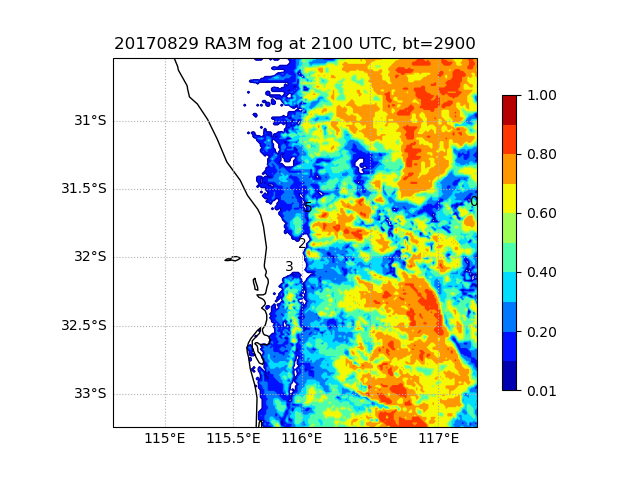 20170829 RA3M fog at 2100 UTC, bt=2900
31°S
31.5°S
32°S
32.5°S
33°S
115°E
115.5°E
116°E
116.5°E
117°E
5
2
3
0
1.00
0.80
0.60
0.40
0.20
0.01